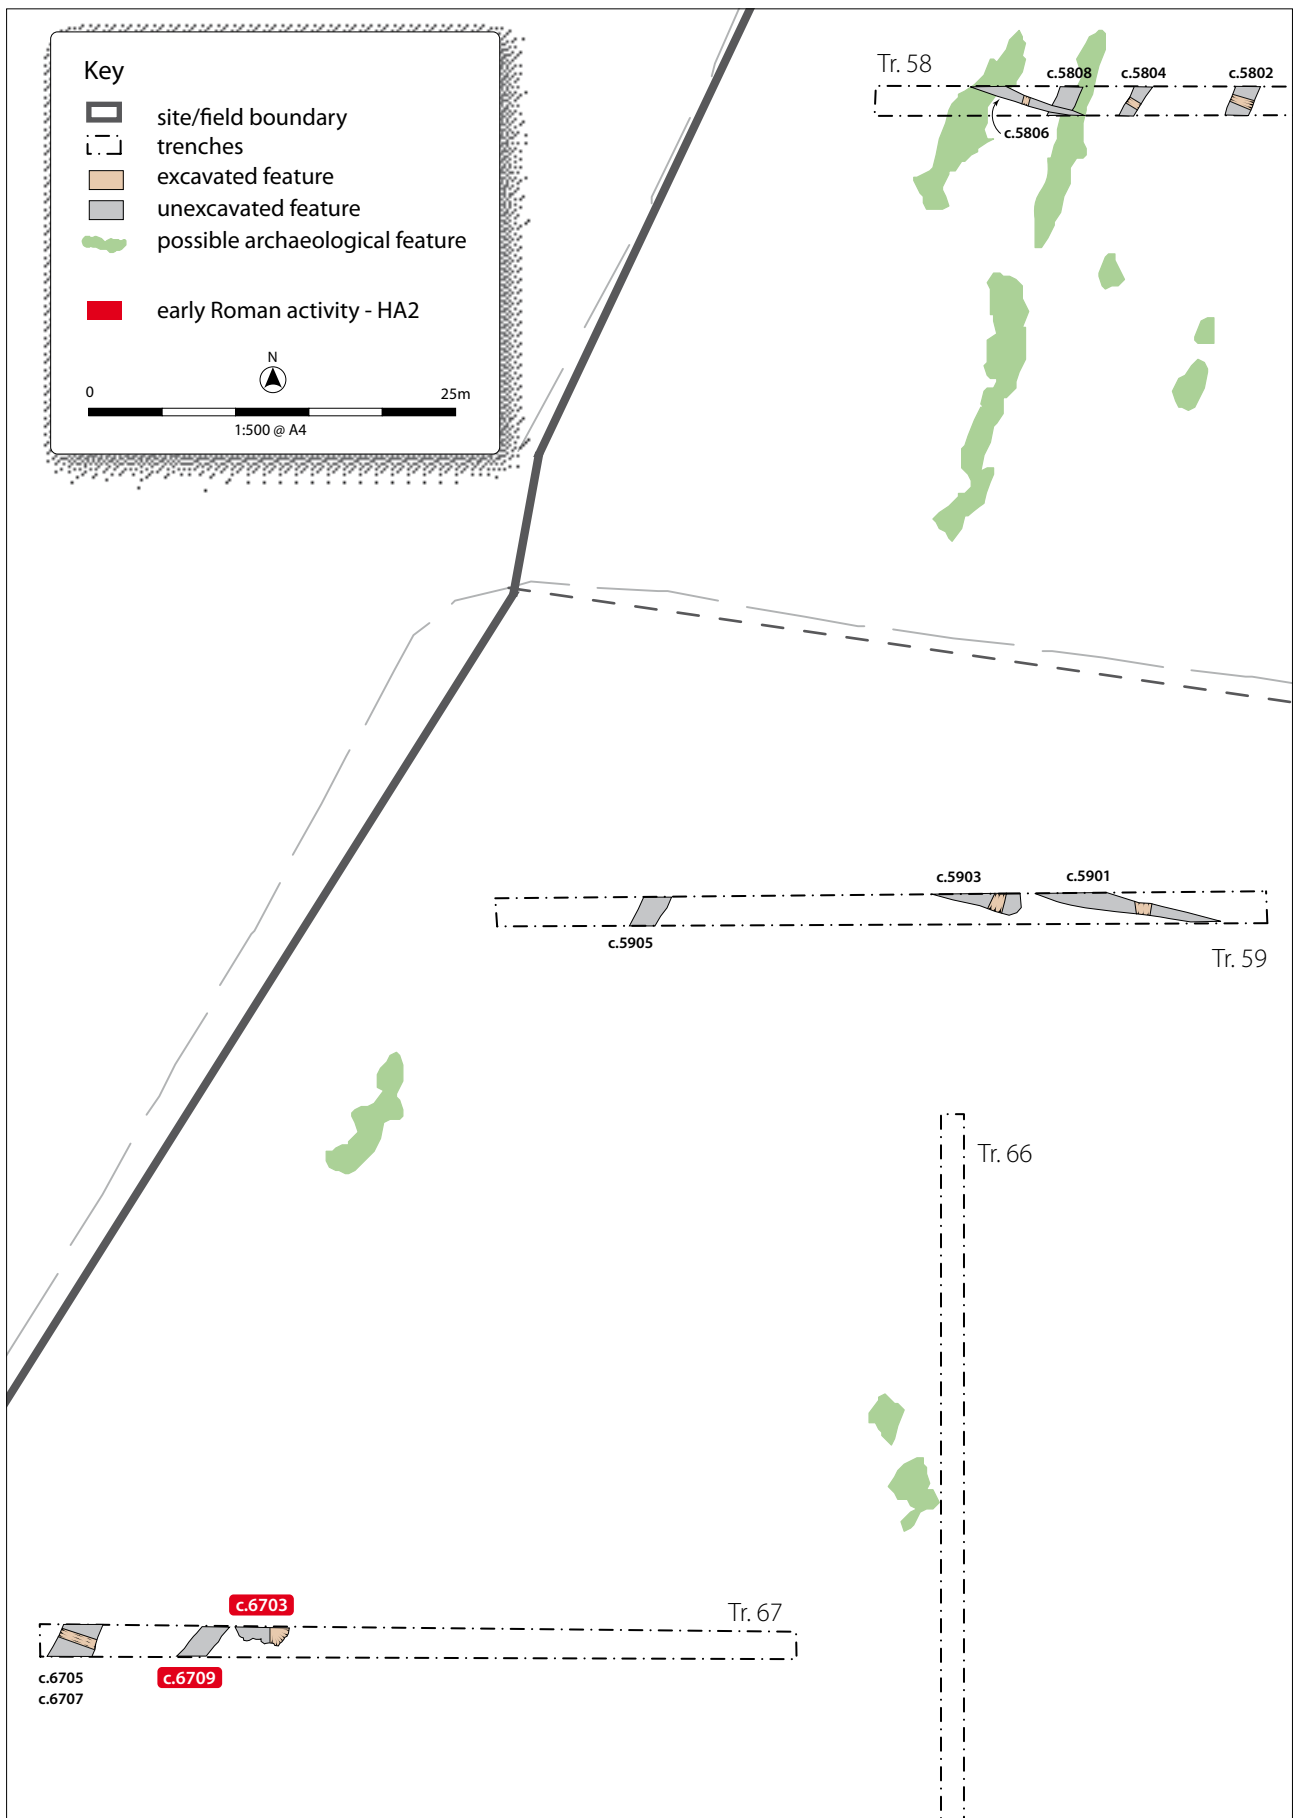 Key
site/field boundary
trenches
excavated feature
unexcavated feature
possible archaeological feature
early Roman activity - HA2
N
0 25m
1:500 @ A4
Tr. 58
c.5808 c.5804 c.5802
c.5806
c.5903 c.5901
c.5905
Tr. 59
Tr. 66
c.6703
Tr. 67
c.6705
c.6707
c.6709